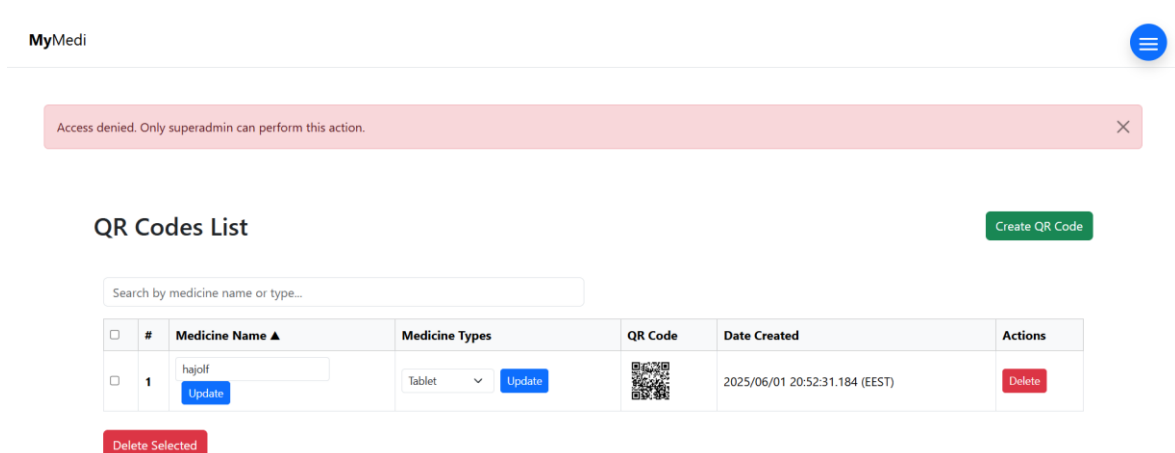 MyMedi
Access denied. Only superadmin can perform this action.
QR Codes List
Create QR Code
Search by medicine name or type...
# Medicine Name ▲ Medicine Types QR Code Date Created Actions
1 hajolf Update Tablet Update 2025/06/01 20:52:31.184 (EEST) Delete
Delete Selected